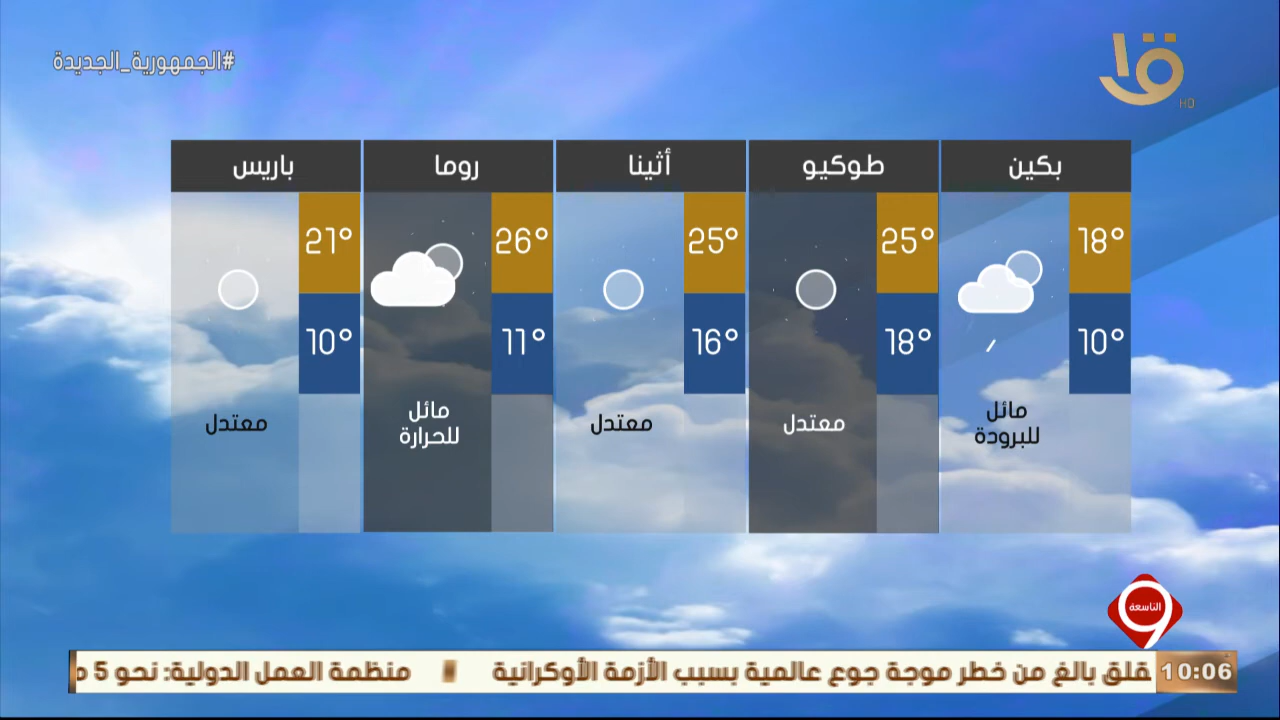 #الجمهورية_الجديدة
HD
بكين
18°
10°
مائل
للبرودة
طوكيو
25°
18°
معتدل
أثينا
25°
16°
معتدل
روما
26°
11°
مائل
للحرارة
باريس
21°
10°
معتدل
التاسعة
9
10:06
قلق بالغ من خطر موجة جوع عالمية بسبب الأزمة الأوكرانية
منظمة العمل الدولية: نحو 5